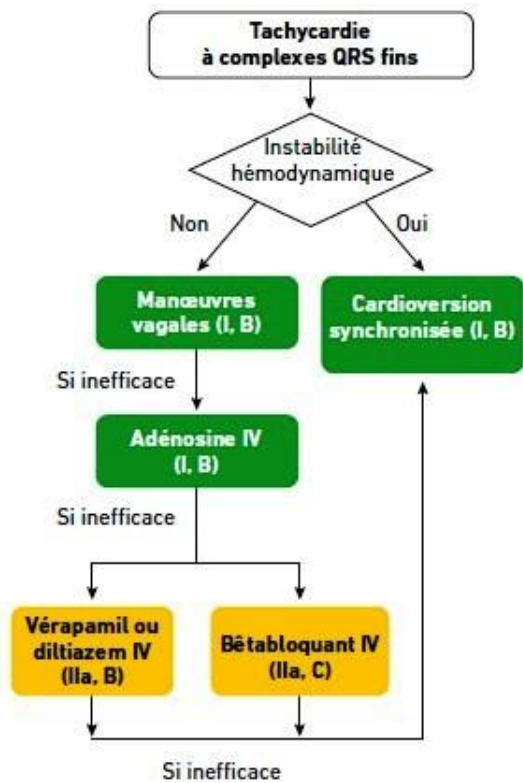 Tachycardie
à complexes QRS fins
Instabilité
hémodynamique
Non
Oui
Manœuvres
vagales (I, B)
Cardioversion
synchronisée (I, B)
Si inefficace
Adénosine IV
(I, B)
Si inefficace
Vérapamil ou
diltiazem IV
(IIa, B)
Bêtabloquant IV
(IIa, C)
Si inefficace